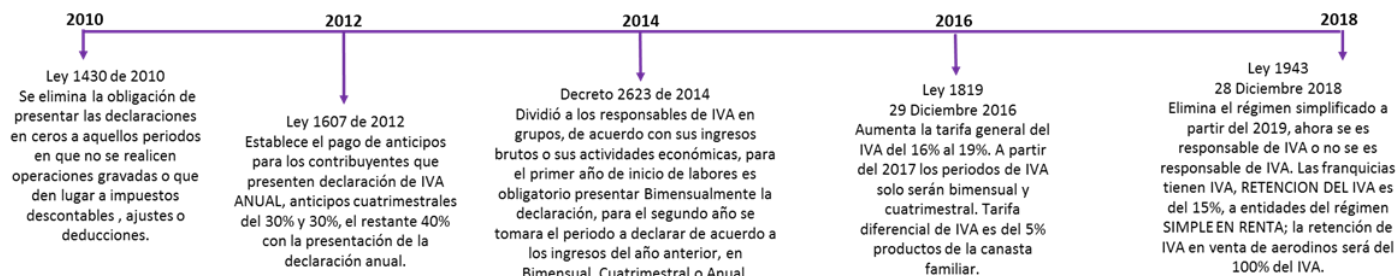 2010
2012
2014
2016
2018
Ley 1430 de 2010
Se elimina la obligación de
presentar las declaraciones
en ceros a aquellos periodos
en que no se realicen
operaciones gravadas o que
den lugar a impuestos
descontables , ajustes o
deducciones.
Ley 1607 de 2012
Establece el pago de anticipos
para los contribuyentes que
presenten declaración de IVA
ANUAL, anticipos cuatrimestrales
del 30% y 30%, el restante 40%
con la presentación de la
declaración anual.
Decreto 2623 de 2014
Dividió a los responsables de IVA en
grupos, de acuerdo con sus ingresos
brutos o sus actividades económicas, para
el primer año de inicio de labores es
obligatorio presentar Bimensualmente la
declaración, para el segundo año se
tomara el periodo a declarar de acuerdo a
los ingresos del año anterior, en
Bimensual, Cuatrimestral o Anual
Ley 1819
29 Diciembre 2016
Aumenta la tarifa general del
IVA del 16% al 19%. A partir
del 2017 los periodos de IVA
solo serán bimensual y
cuatrimestral. Tarifa
diferencial de IVA es del 5%
productos de la canasta
familiar.
Ley 1943
28 Diciembre 2018
Elimina el régimen simplificado a
partir del 2019, ahora se es
responsable de IVA o no se es
responsable de IVA. Las franquicias
tienen IVA, RETENCION DEL IVA es
del 15%, a entidades del régimen
SIMPLE EN RENTA; la retención de
IVA en venta de aerodinos será del
100% del IVA.